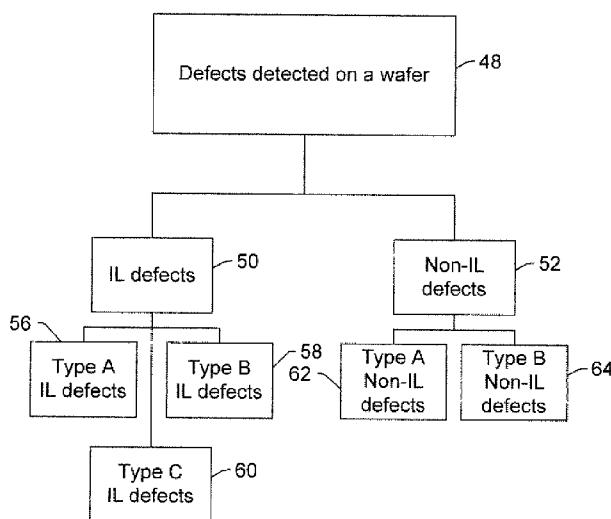 Defects detected on a wafer
48
IL defects
50
Non-IL
defects
52
56
Type A
IL defects
Type B
IL defects
58
62
Type A
Non-IL
defects
Type B
Non-IL
defects
64
Type C
IL defects
60